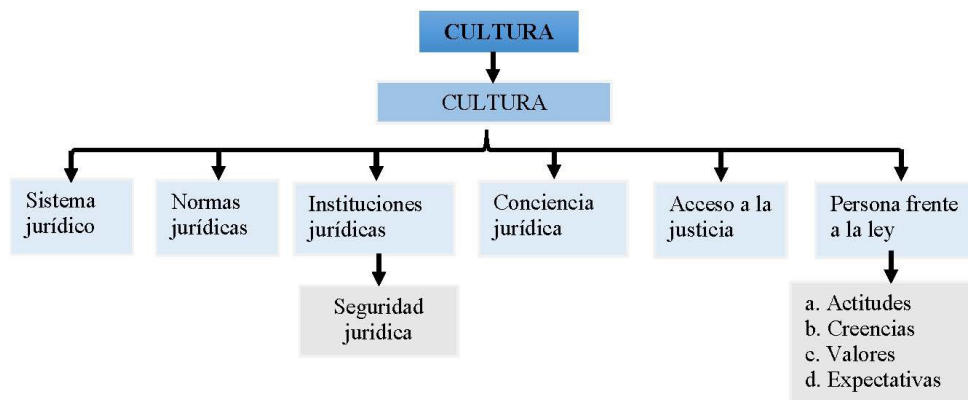 CULTURA
CULTURA
Sistema
jurídico
Normas
jurídicas
Instituciones
jurídicas
Conciencia
jurídica
Acceso a la
justicia
Persona frente
a la ley
Seguridad
juridica
a. Actitudes
b. Creencias
c. Valores
d. Expectativas